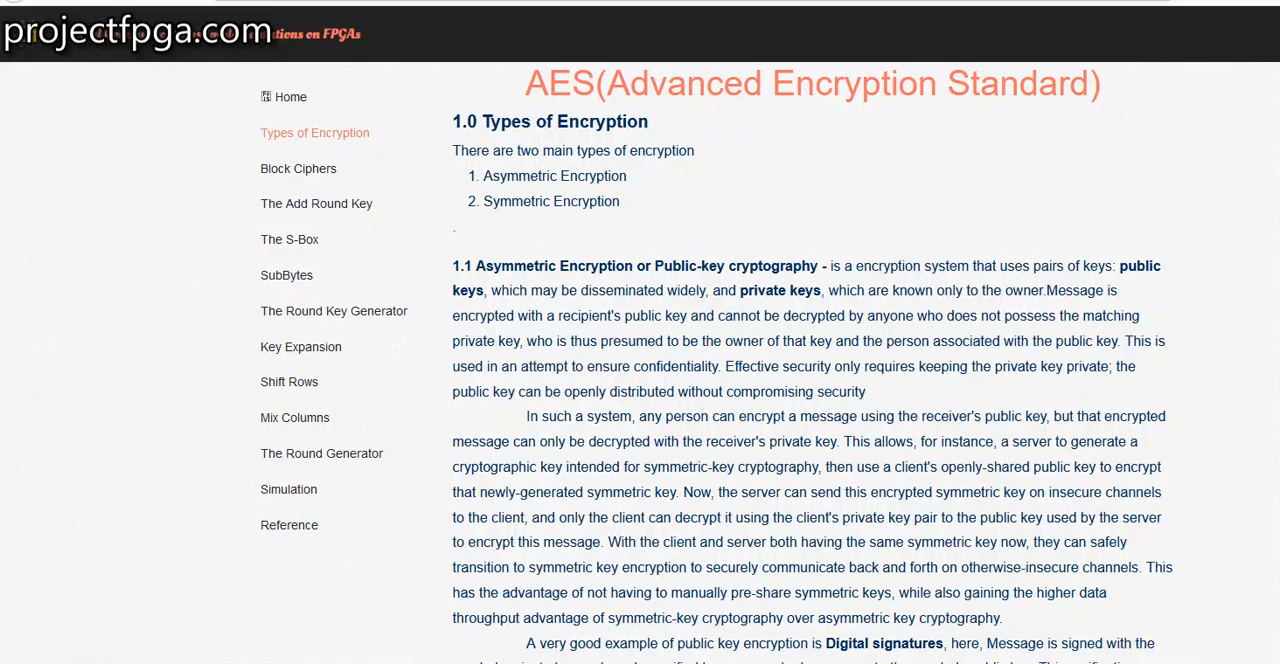 projectfpga.com
tions on FPGAs
Home
Types of Encryption
Block Ciphers
The Add Round Key
The S-Box
SubBytes
The Round Key Generator
Key Expansion
Shift Rows
Mix Columns
The Round Generator
Simulation
Reference
AES(Advanced Encryption Standard)
1.0 Types of Encryption
There are two main types of encryption
1. Asymmetric Encryption
2. Symmetric Encryption
.
1.1 Asymmetric Encryption or Public-key cryptography - is a encryption system that uses pairs of keys: public
keys, which may be disseminated widely, and private keys, which are known only to the owner.Message is
encrypted with a recipient's public key and cannot be decrypted by anyone who does not possess the matching
private key, who is thus presumed to be the owner of that key and the person associated with the public key. This is
used in an attempt to ensure confidentiality. Effective security only requires keeping the private key private; the
public key can be openly distributed without compromising security
In such a system, any person can encrypt a message using the receiver's public key, but that encrypted
message can only be decrypted with the receiver's private key. This allows, for instance, a server to generate a
cryptographic key intended for symmetric-key cryptography, then use a client's openly-shared public key to encrypt
that newly-generated symmetric key. Now, the server can send this encrypted symmetric key on insecure channels
to the client, and only the client can decrypt it using the client's private key pair to the public key used by the server
to encrypt this message. With the client and server both having the same symmetric key now, they can safely
transition to symmetric key encryption to securely communicate back and forth on otherwise-insecure channels. This
has the advantage of not having to manually pre-share symmetric keys, while also gaining the higher data
throughput advantage of symmetric-key cryptography over asymmetric key cryptography.
A very good example of public key encryption is Digital signatures, here, Message is signed with the